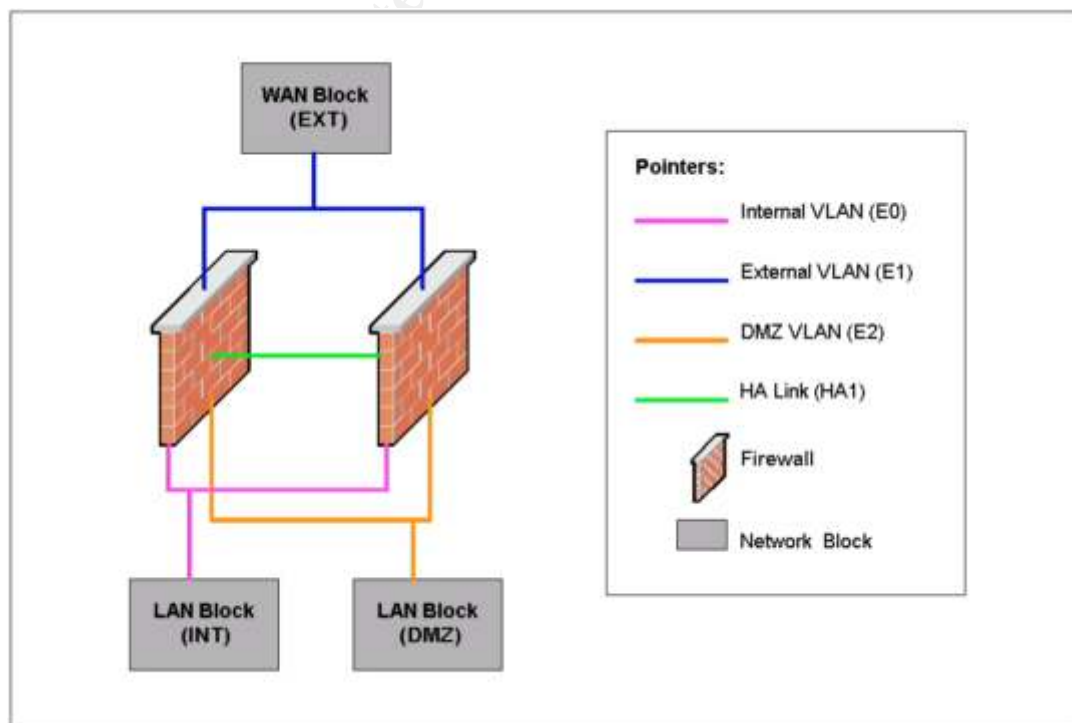 WAN Block
(EXT)
Pointers:
Internal VLAN (E0)
External VLAN (E1)
DMZ VLAN (E2)
HA Link (HA1)
Firewall
Network Block
LAN Block
(INT)
LAN Block
(DMZ)